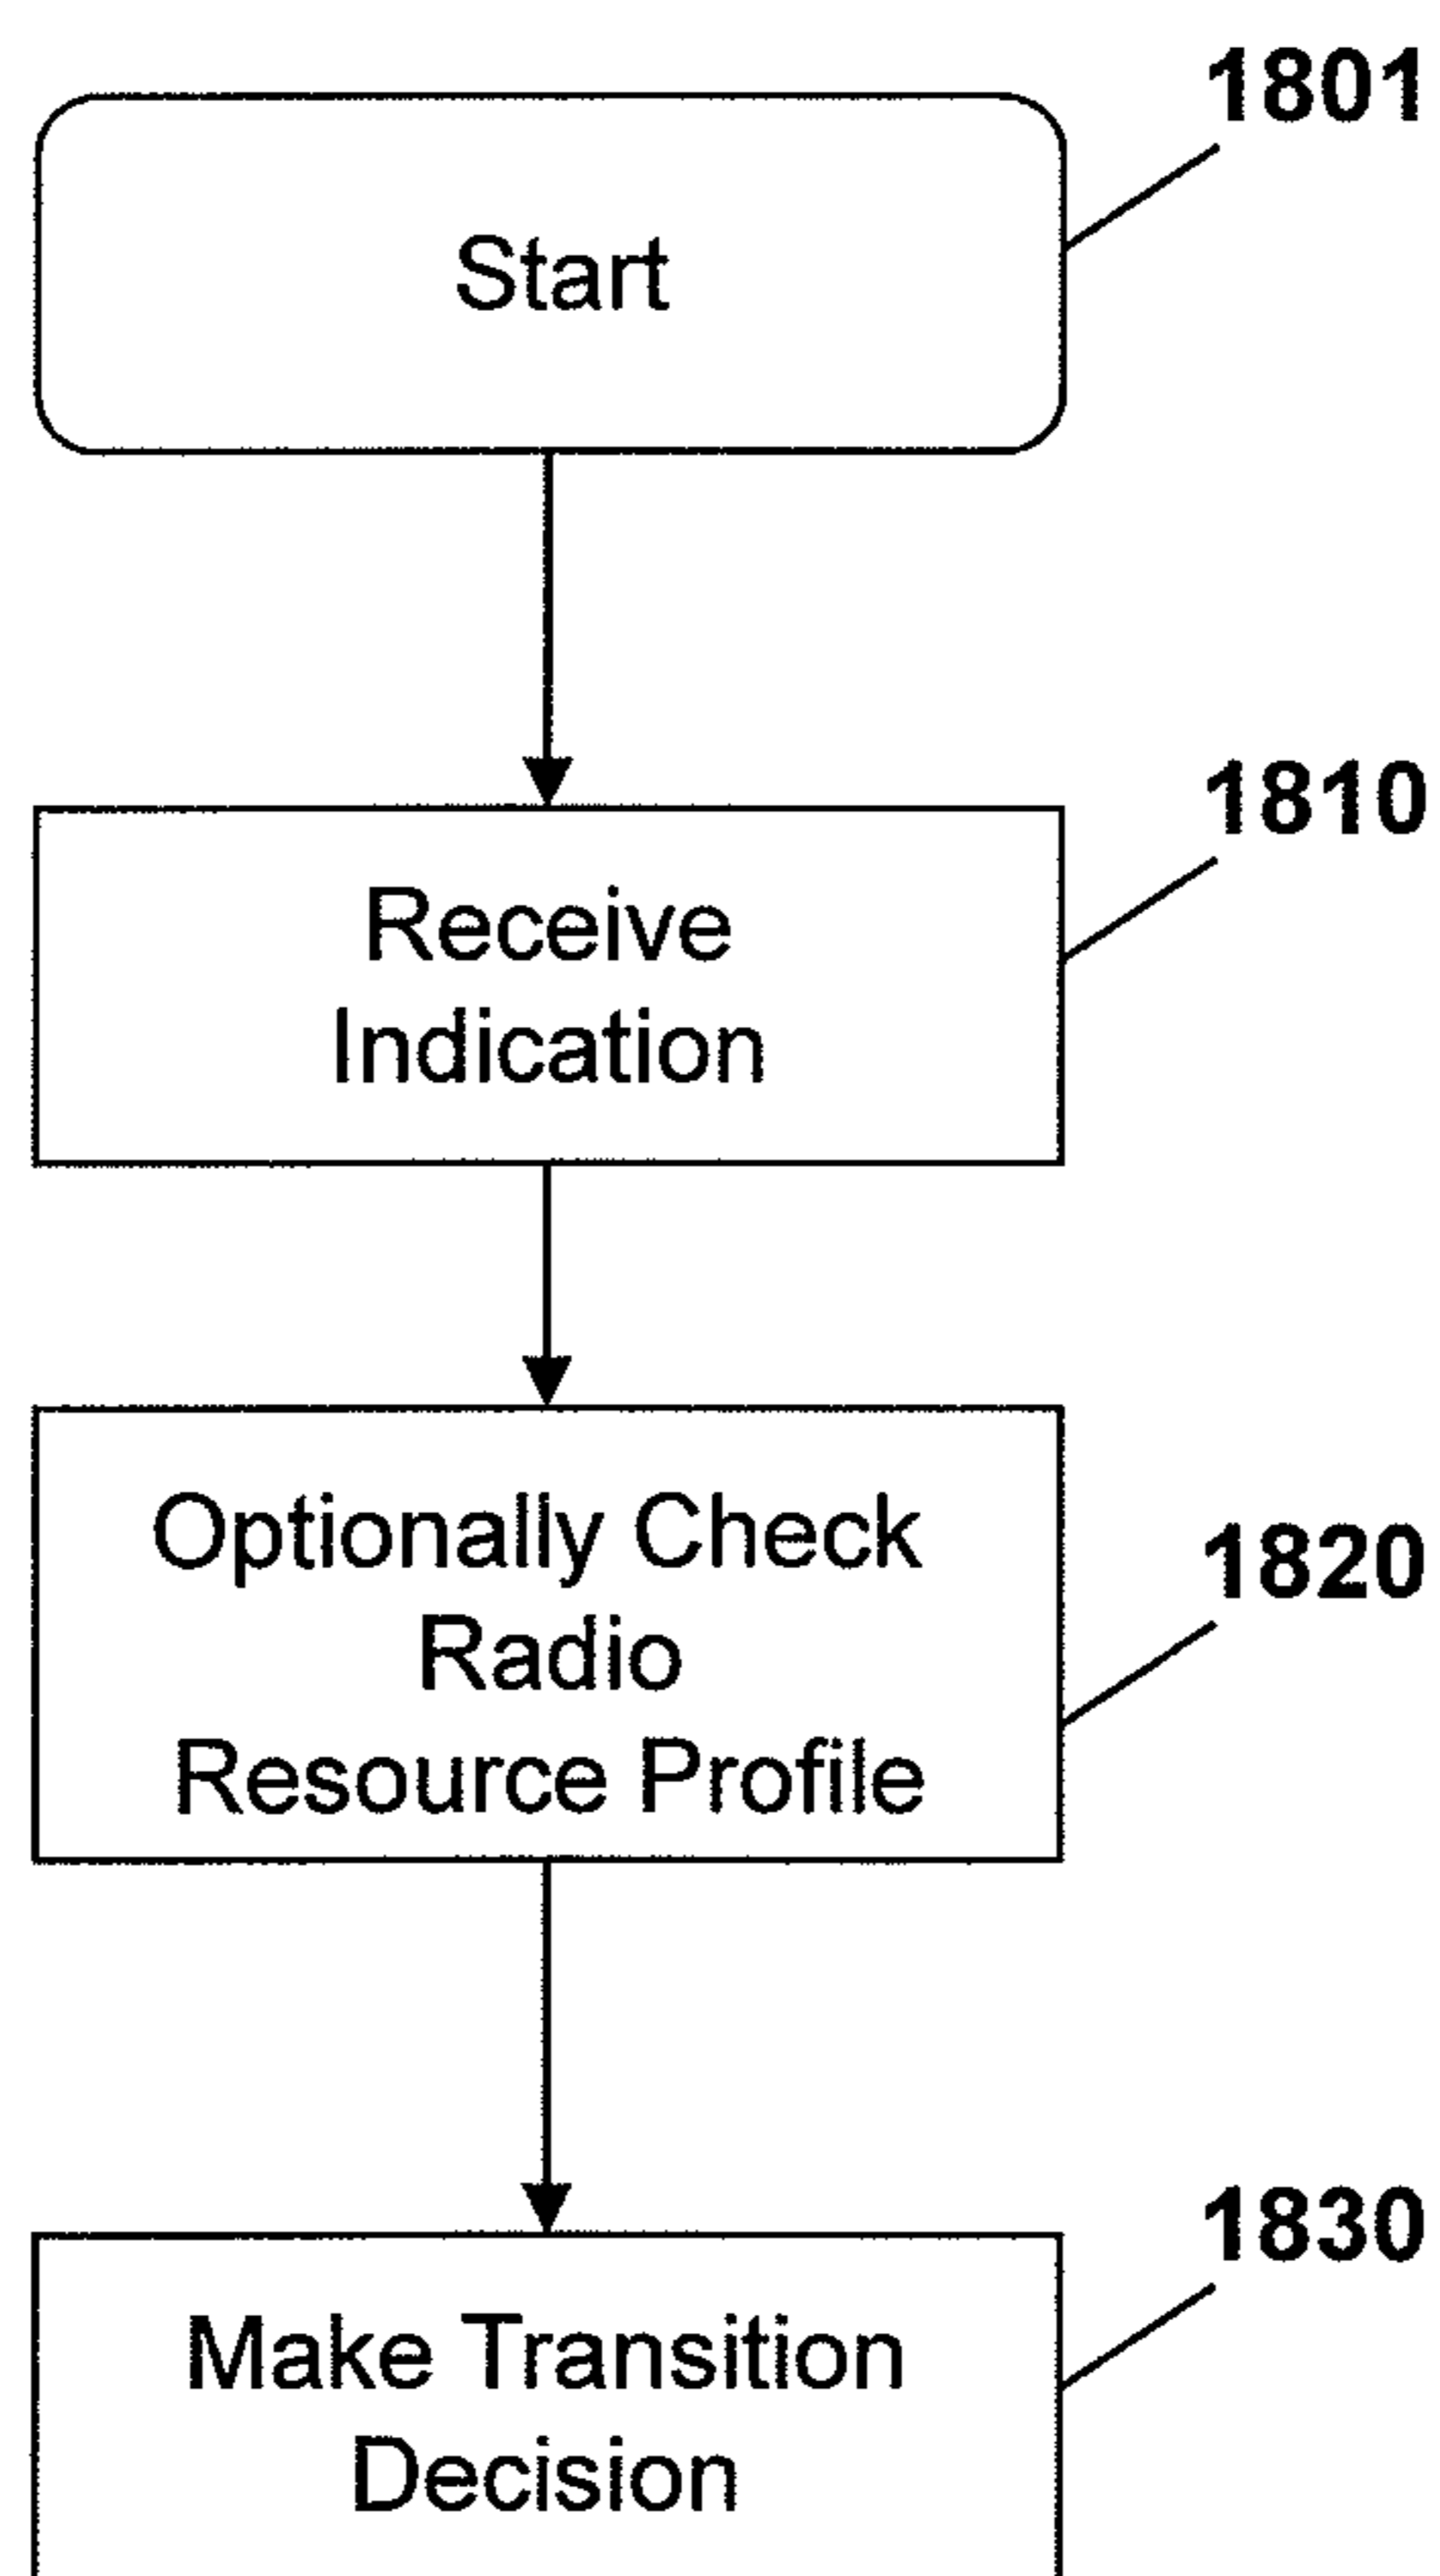 1801
Start
1810
Receive
Indication
Optionally Check
1820
Radio
Resource Profile
1830
Make Transition
Decision